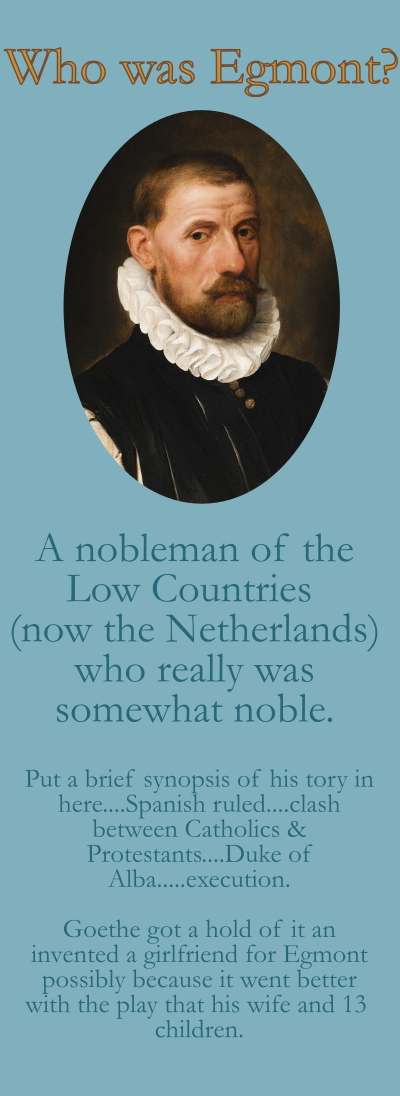 Who was Egmont?
A nobleman of the
Low Countries
(now the Netherlands)
who really was
somewhat noble.
Put a brief synopsis of his tory in
here....Spanish ruled....clash
between Catholics &
Protestants....Duke of
Alba.....execution.
Goethe got a hold of it an
invented a girlfriend for Egmont
possibly because it went better
with the play that his wife and 13
children.